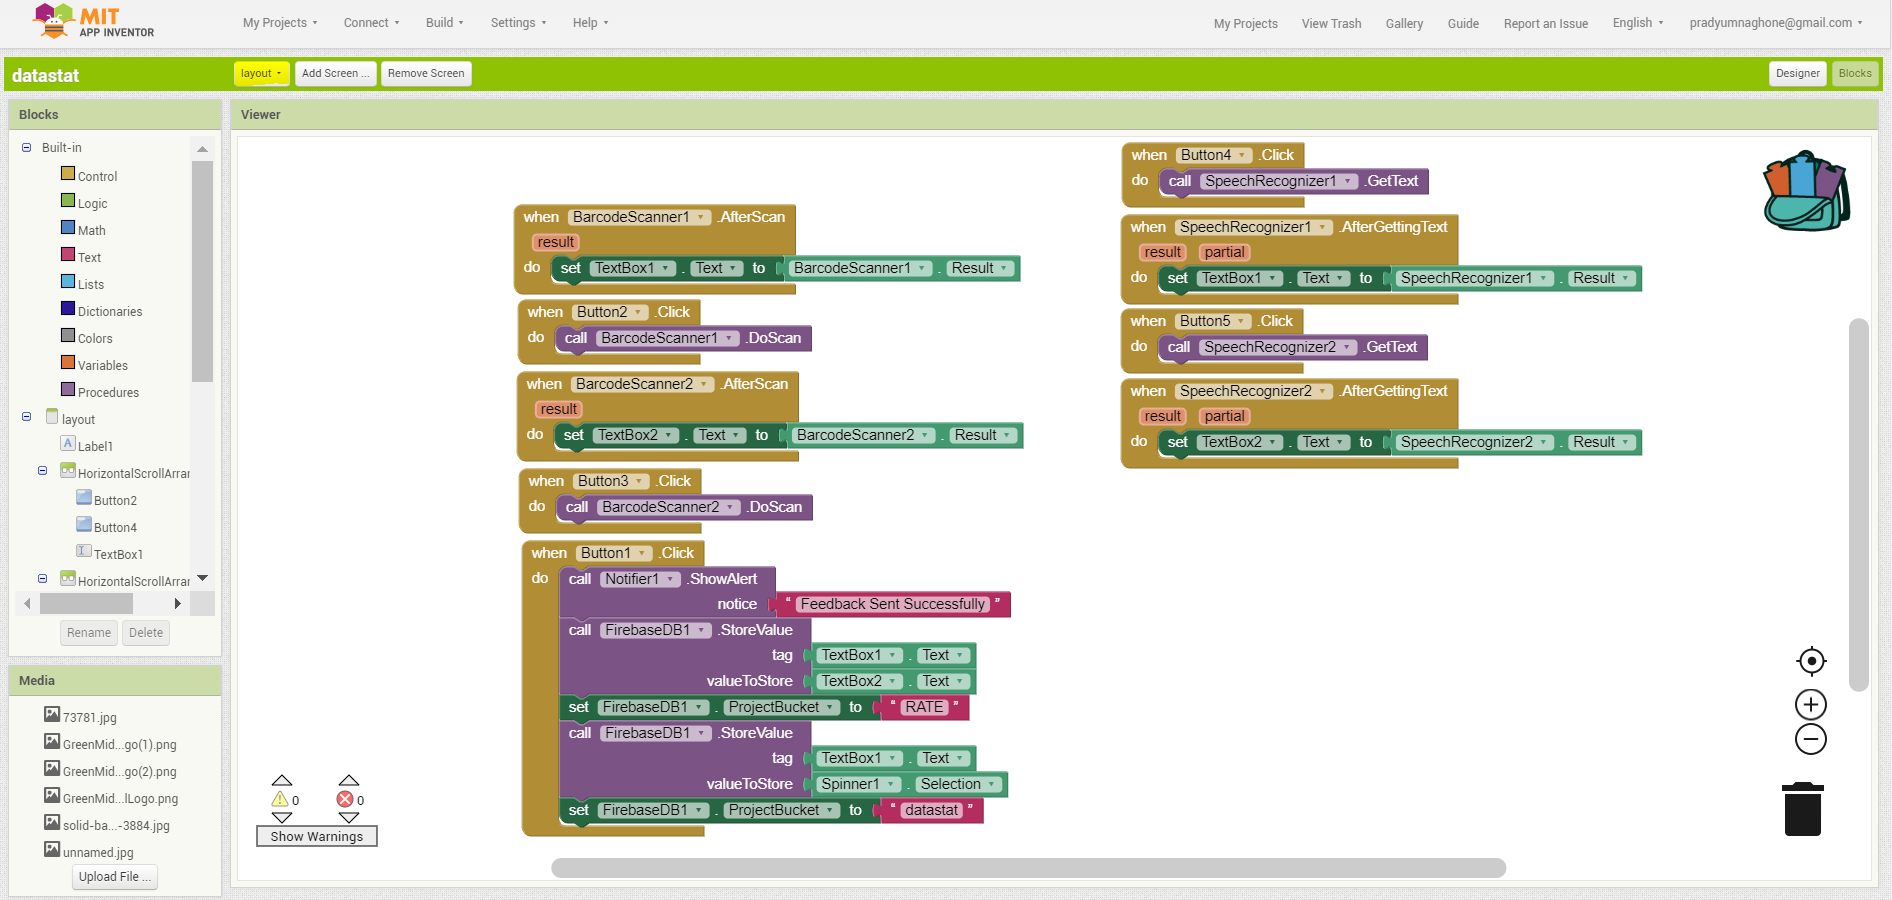 MIT
APP INVENTOR
My Projects
Connect
Build
Settings
Help
My Projects
View Trash
Gallery
Guide
Report an Issue
English
pradyumnaghone@gmail.com
datastat
layout
Add Screen ...
Remove Screen
Designer
Blocks
Blocks
Built-in
Control
Logic
Math
Text
Lists
Dictionaries
Colors
Variables
Procedures
layout
A Label1
HorizontalScrollArrar
Button2
Button4
TextBox1
HorizontalScrollArrar
Rename
Delete
Media
73781.jpg
GreenMid...go(1).png
GreenMid...go(2).png
GreenMid...lLogo.png
solid-ba...-3884.jpg
unnamed.jpg
Upload File ...
Viewer
when BarcodeScanner1 .AfterScan
result
do set TextBox1 . Text to BarcodeScanner1 . Result
when Button2 .Click
do call BarcodeScanner1 .DoScan
when BarcodeScanner2 .AfterScan
result
do set TextBox2 . Text to BarcodeScanner2 . Result
when Button3 .Click
do call BarcodeScanner2 .DoScan
when Button1 .Click
do call Notifier1 .ShowAlert
notice “ Feedback Sent Successfully ”
call FirebaseDB1 .StoreValue
tag TextBox1 . Text
valueToStore TextBox2 . Text
set FirebaseDB1 . ProjectBucket to “ RATE ”
call FirebaseDB1 .StoreValue
tag TextBox1 . Text
valueToStore Spinner1 . Selection
set FirebaseDB1 . ProjectBucket to “ datastat ”
when Button4 .Click
do call SpeechRecognizer1 .GetText
when SpeechRecognizer1 .AfterGettingText
result partial
do set TextBox1 . Text to SpeechRecognizer1 . Result
when Button5 .Click
do call SpeechRecognizer2 .GetText
when SpeechRecognizer2 .AfterGettingText
result partial
do set TextBox2 . Text to SpeechRecognizer2 . Result
0
0
Show Warnings